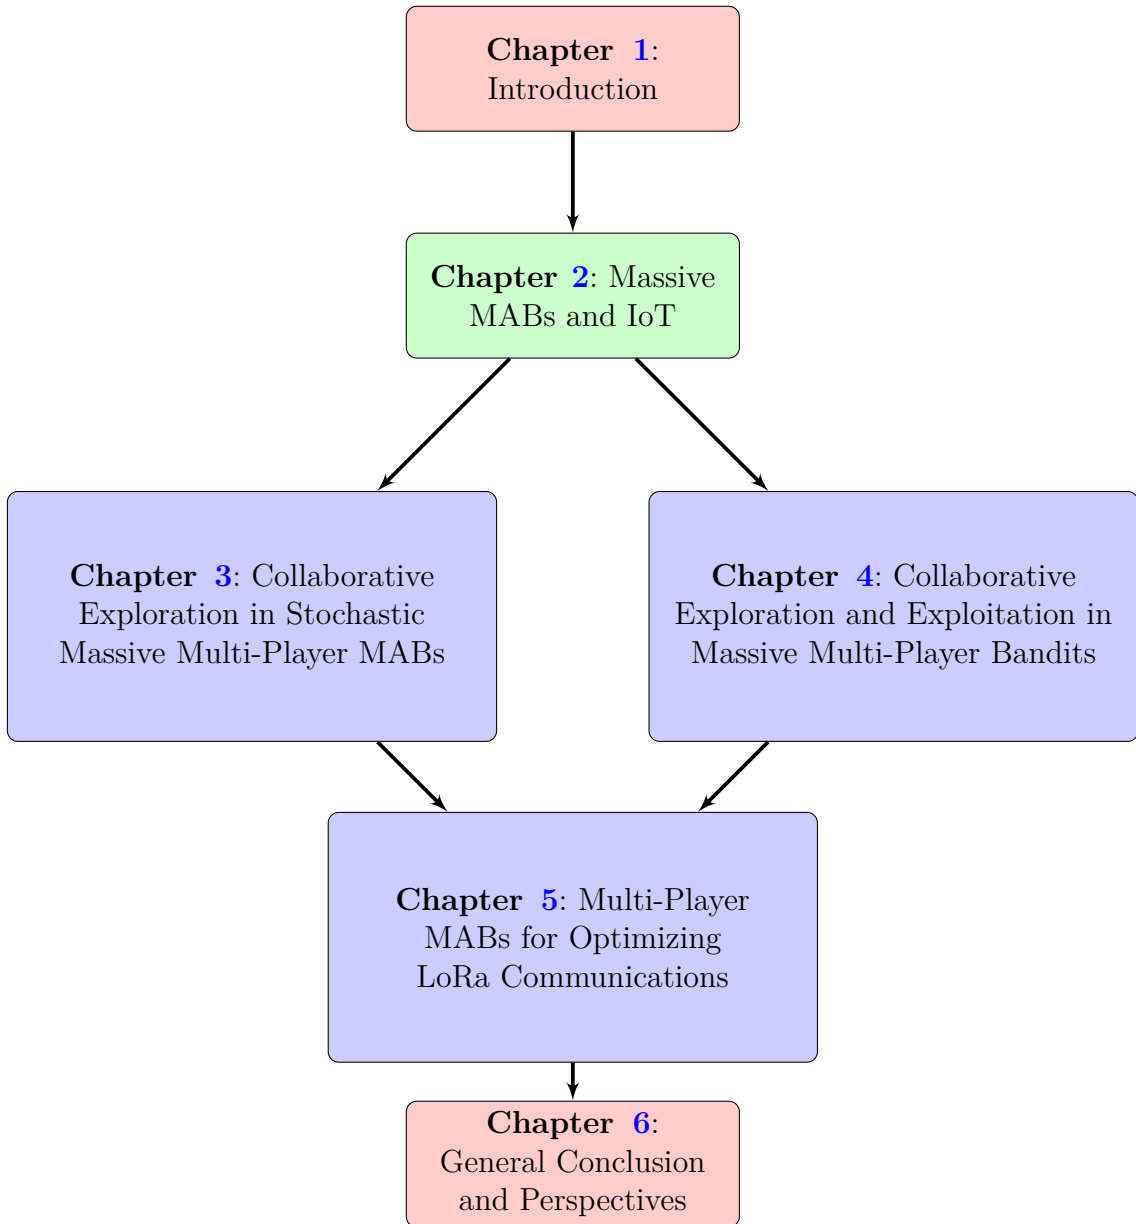 Chapter 1:
Introduction
Chapter 2: Massive
MABs and IoT
Chapter 3: Collaborative
Exploration in Stochastic
Massive Multi-Player MABs
Chapter 4: Collaborative
Exploration and Exploitation in
Massive Multi-Player Bandits
Chapter 5: Multi-Player
MABs for Optimizing
LoRa Communications
Chapter 6:
General Conclusion
and Perspectives